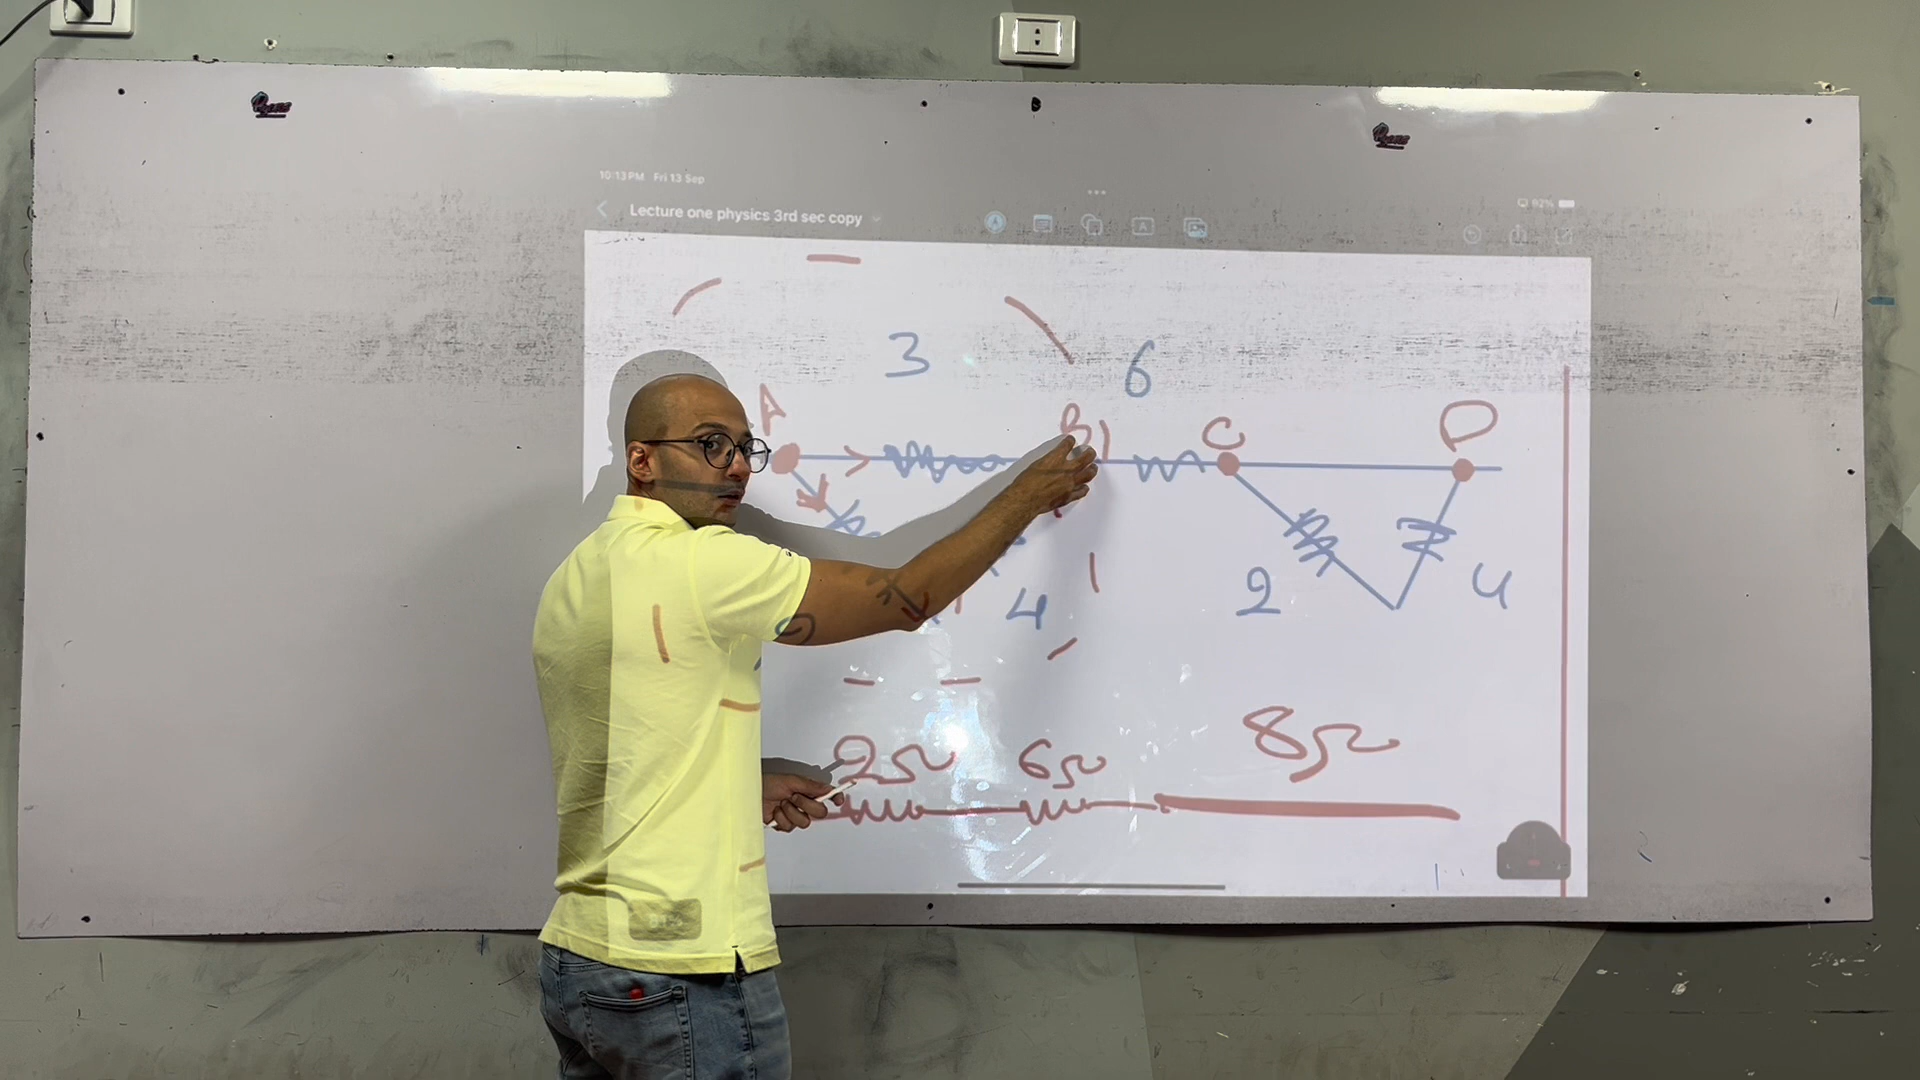 10:13 PM Fri 13 Sep
92%
Lecture one physics 3rd sec copy
3
6
A
B
C
D
4
2
4
2Ω
6Ω
8Ω